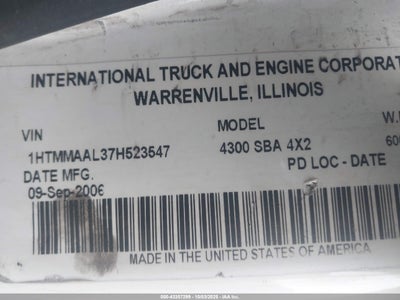 INTERNATIONAL TRUCK AND ENGINE CORPORAT
WARRENVILLE, ILLINOIS
VIN MODEL W.
1HTMMAAL37H523547 4300 SBA 4X2 60
DATE MFG. PD LOC - DATE
09-Sep-2006
MADE IN THE UNITED STATES OF AMERICA